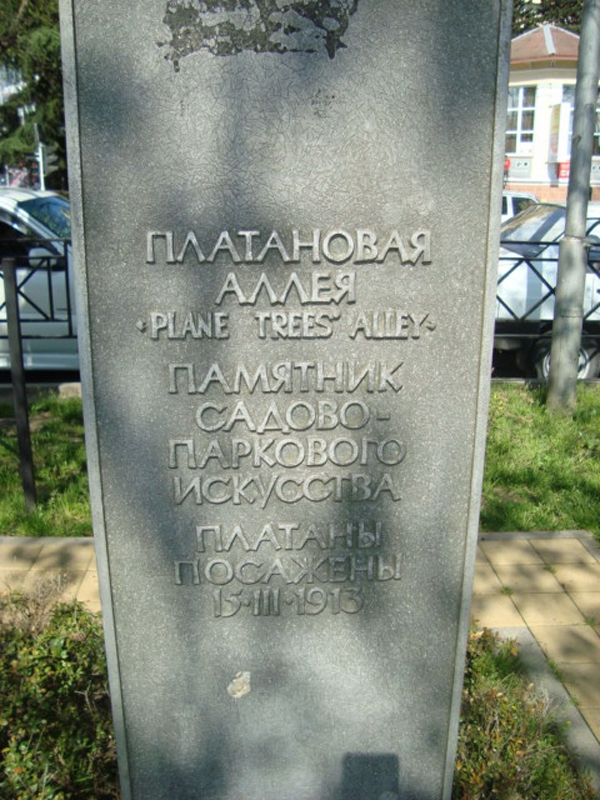 ПЛАТАНОВАЯ
АЛЛЕЯ
"PLANE TREES' ALLEY"
ПАМЯТНИК
САДОВО-
ПАРКОВОГО
ИСКУССТВА
ПЛАТАНЫ
ПОСАЖЕНЫ
15·III·1913